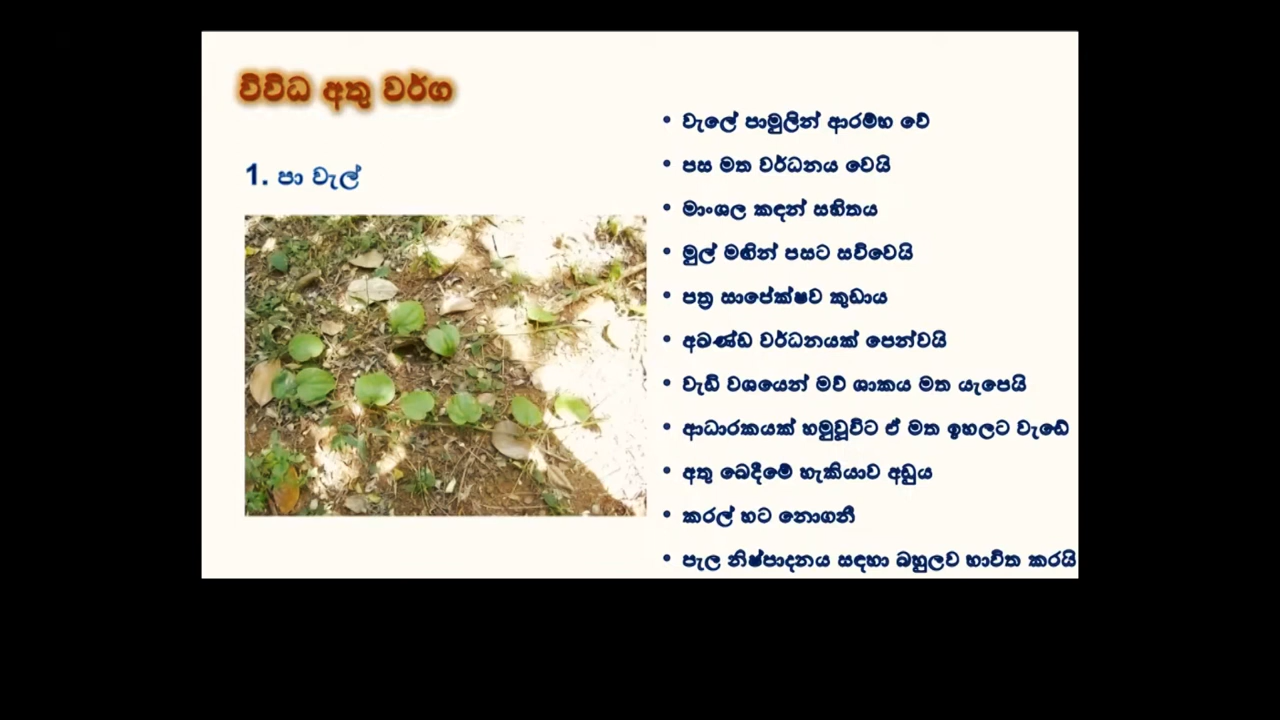 විවිධ අතු වර්ග
1. පා වැල්
• වැලේ පාමුලින් ආරම්භ වේ
• පස මත වර්ධනය වෙයි
• මාංශල කඳන් සහිතය
• මුල් මඟින් පසට සවිවෙයි
• පත්‍ර සාපේක්ෂව කුඩාය
• අඛණ්ඩ වර්ධනයක් පෙන්වයි
• වැඩි වශයෙන් මව් ශාකය මත යැපෙයි
• ආධාරකයක් හමුවූවිට ඒ මත ඉහලට වැඩේ
• අතු බෙදීමේ හැකියාව අඩුය
• කරල් හට නොගනී
• පැල නිෂ්පාදනය සඳහා බහුලව භාවිත කරයි